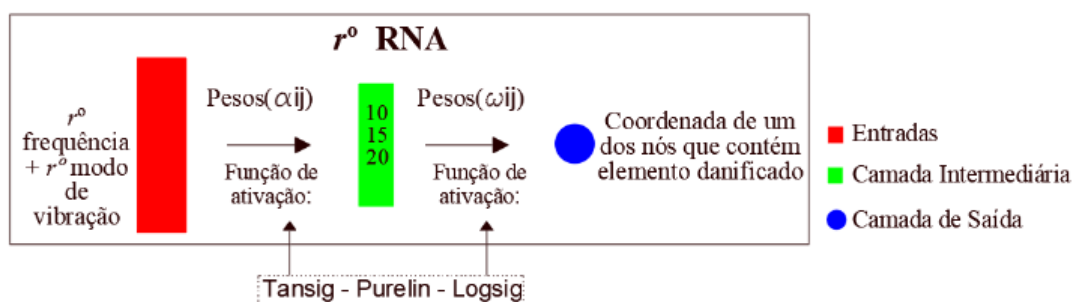 rº RNA
rº
frequência
+ rº modo
de
vibração
Pesos(αij)
Função de
ativação:
10
15
20
Pesos(ωij)
Função de
ativação:
Coordenada de um
dos nós que contém
elemento danificado
Entradas
Camada Intermediária
Camada de Saída
Tansig - Purelin - Logsig